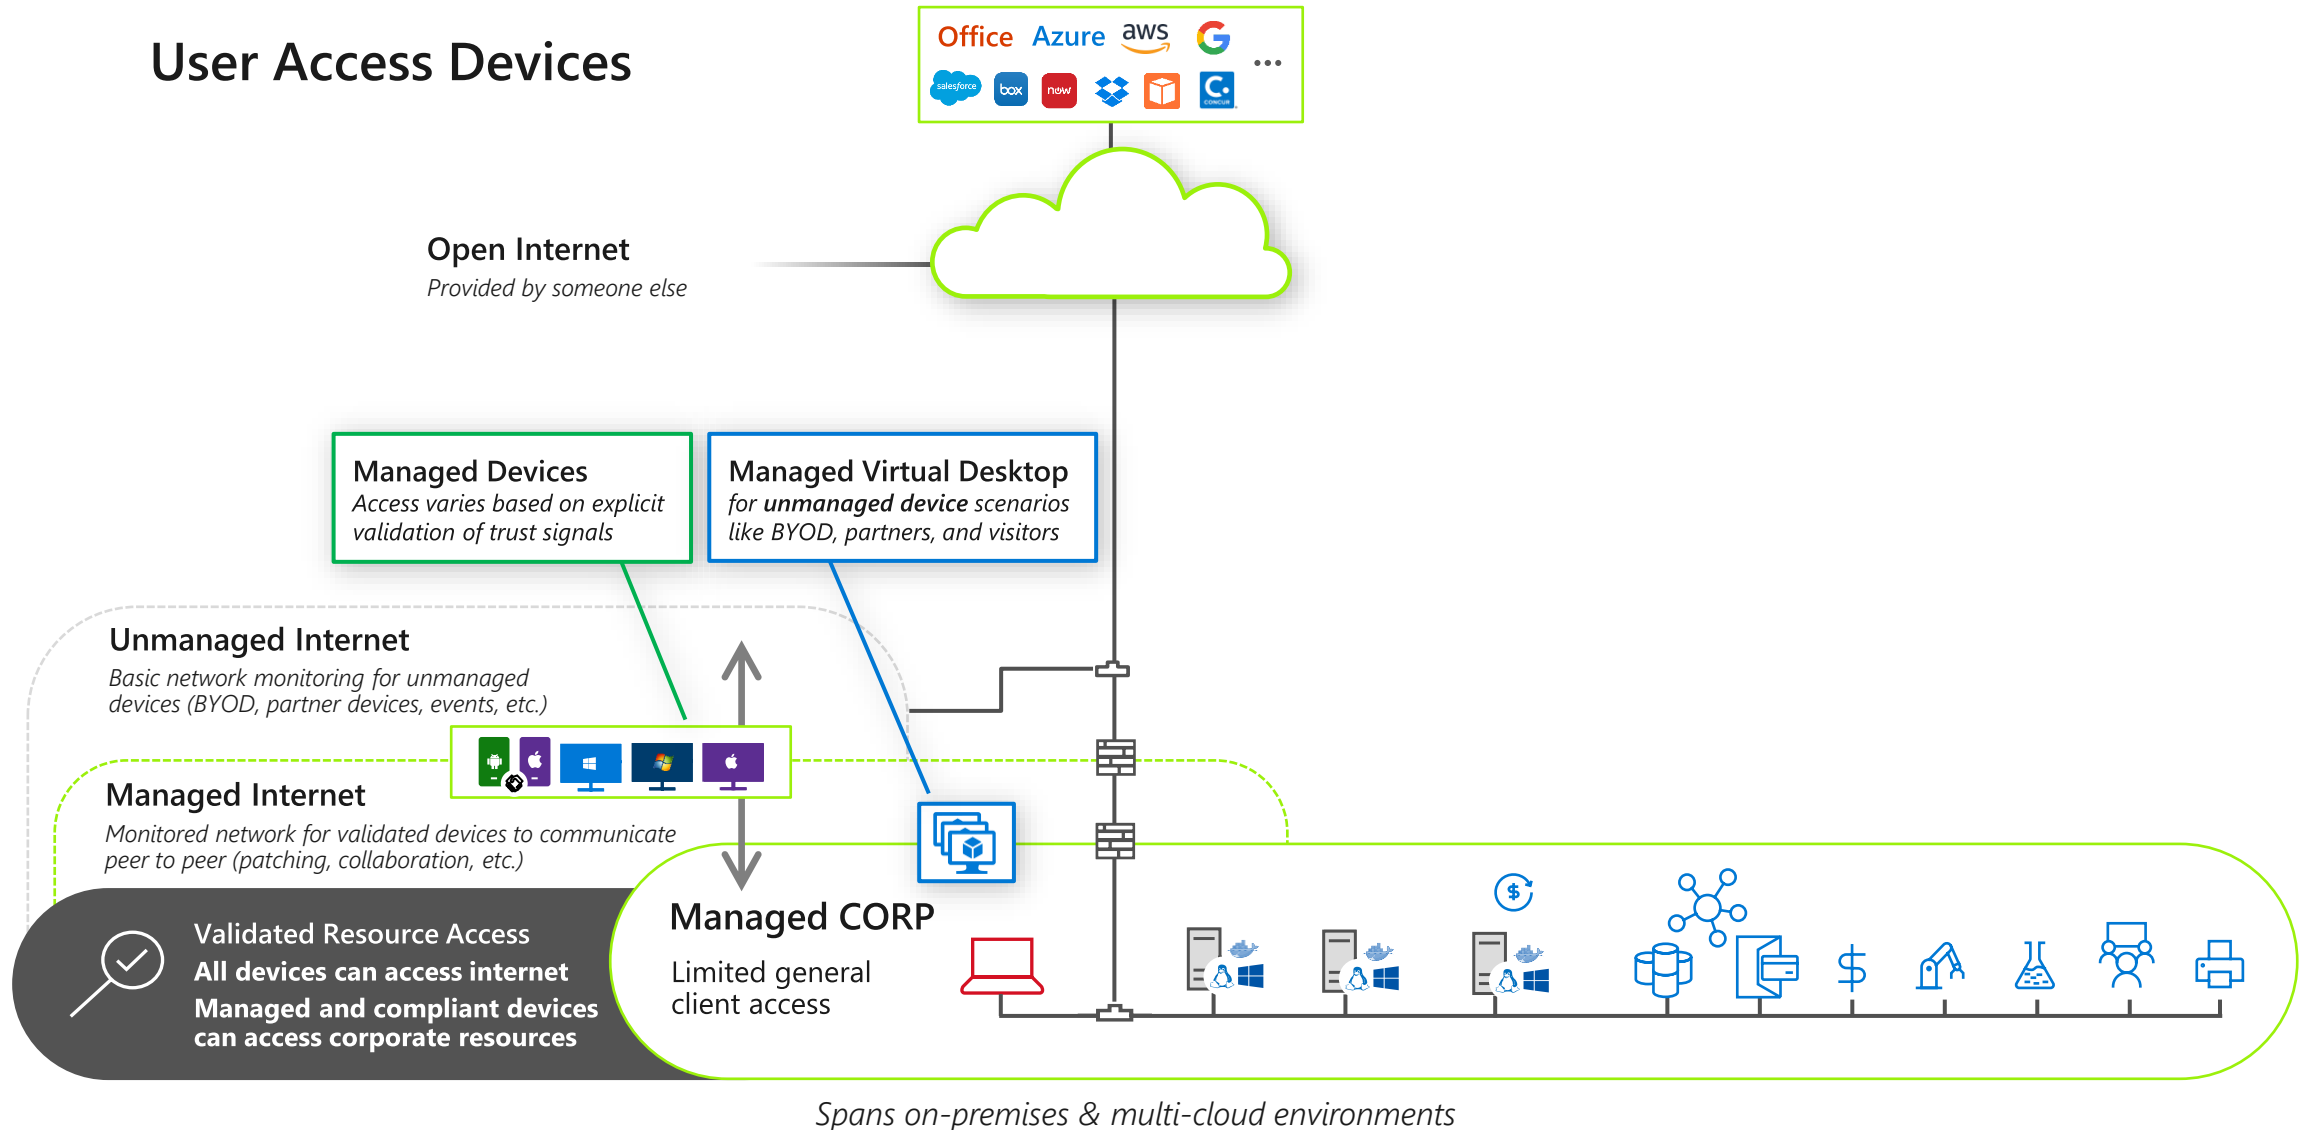 User Access Devices
Office Azure aws
salesforce box now C. CONCUR
Open Internet
Provided by someone else
Managed Devices
Access varies based on explicit
validation of trust signals
Managed Virtual Desktop
for unmanaged device scenarios
like BYOD, partners, and visitors
Unmanaged Internet
Basic network monitoring for unmanaged
devices (BYOD, partner devices, events, etc.)
Managed Internet
Monitored network for validated devices to communicate
peer to peer (patching, collaboration, etc.)
Validated Resource Access
All devices can access internet
Managed and compliant devices
can access corporate resources
Managed CORP
Limited general
client access
Spans on-premises & multi-cloud environments